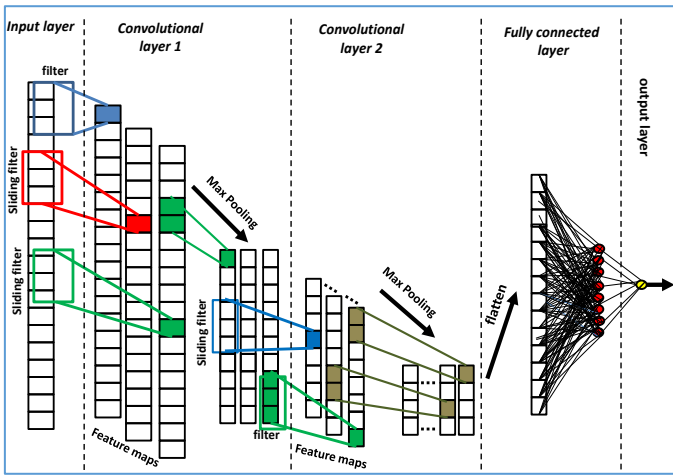 Input layer
Convolutional
layer 1
Convolutional
layer 2
Fully connected
layer
output layer
filter
Sliding filter
Sliding filter
Max Pooling
Sliding filter
Max Pooling
flatten
filter
Feature maps
Feature maps